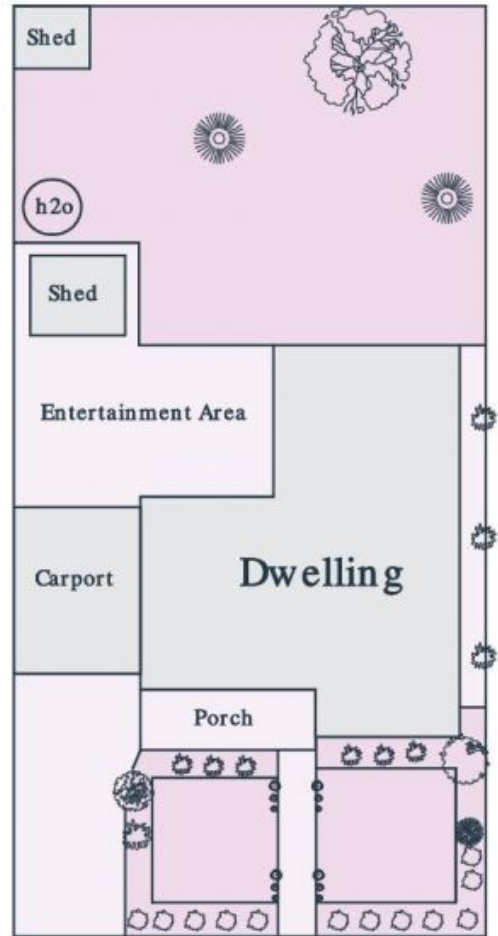 Shed
h2o
Shed
Entertainment Area
Carport
Dwelling
Porch